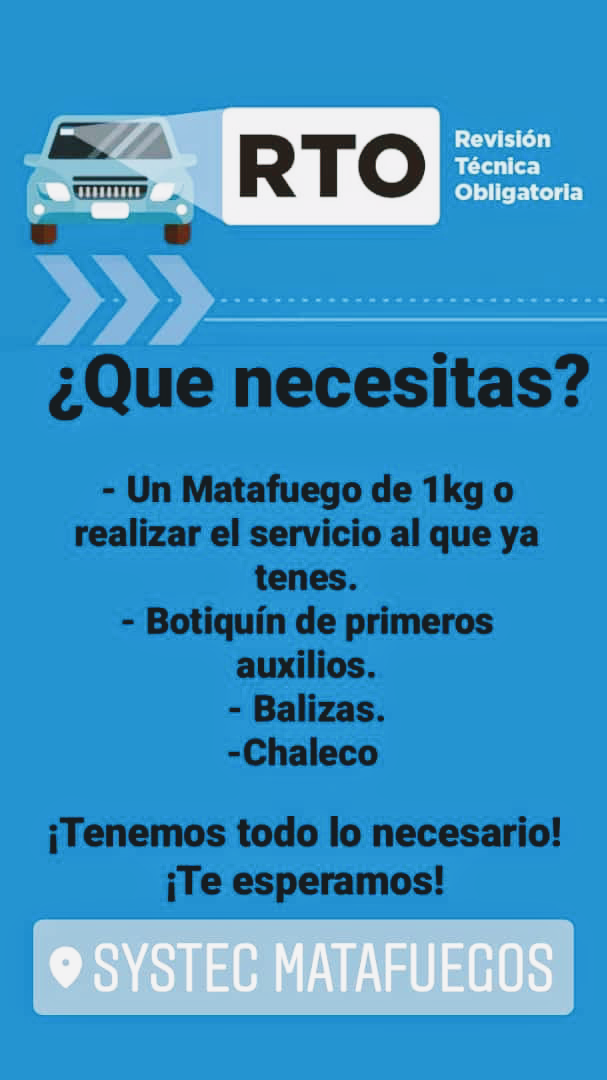 RTO
Revisión
Técnica
Obligatoria
¿Que necesitas?
- Un Matafuego de 1kg o
realizar el servicio al que ya
tenes.
- Botiquín de primeros
auxilios.
- Balizas.
-Chaleco
¡Tenemos todo lo necesario!
¡Te esperamos!
SYSTEC MATAFUEGOS